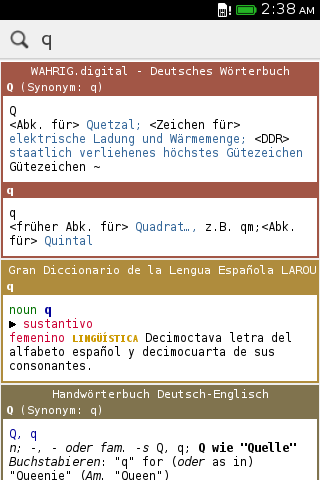 2:38 AM
q
WAHRIG.digital - Deutsches Wörterbuch
Q (Synonym: q)
Q
<Abk. für> Quetzal; <Zeichen für>
elektrische Ladung und Wärmemenge; <DDR>
staatlich verliehenes höchstes Gütezeichen
Gütezeichen ~
q
q
<früher Abk. für> Quadrat…, z.B. qm;<Abk.
für> Quintal
Gran Diccionario de la Lengua Española LAROU
q
noun q
▶ sustantivo
femenino LINGÜÍSTICA Decimoctava letra del
alfabeto español y decimocuarta de sus
consonantes.
Handwörterbuch Deutsch-Englisch
Q (Synonym: q)
Q, q
n; -, - oder fam. -s Q, q; Q wie "Quelle"
Buchstabieren: "q" for (oder as in)
"Queenie" (Am. "Queen")